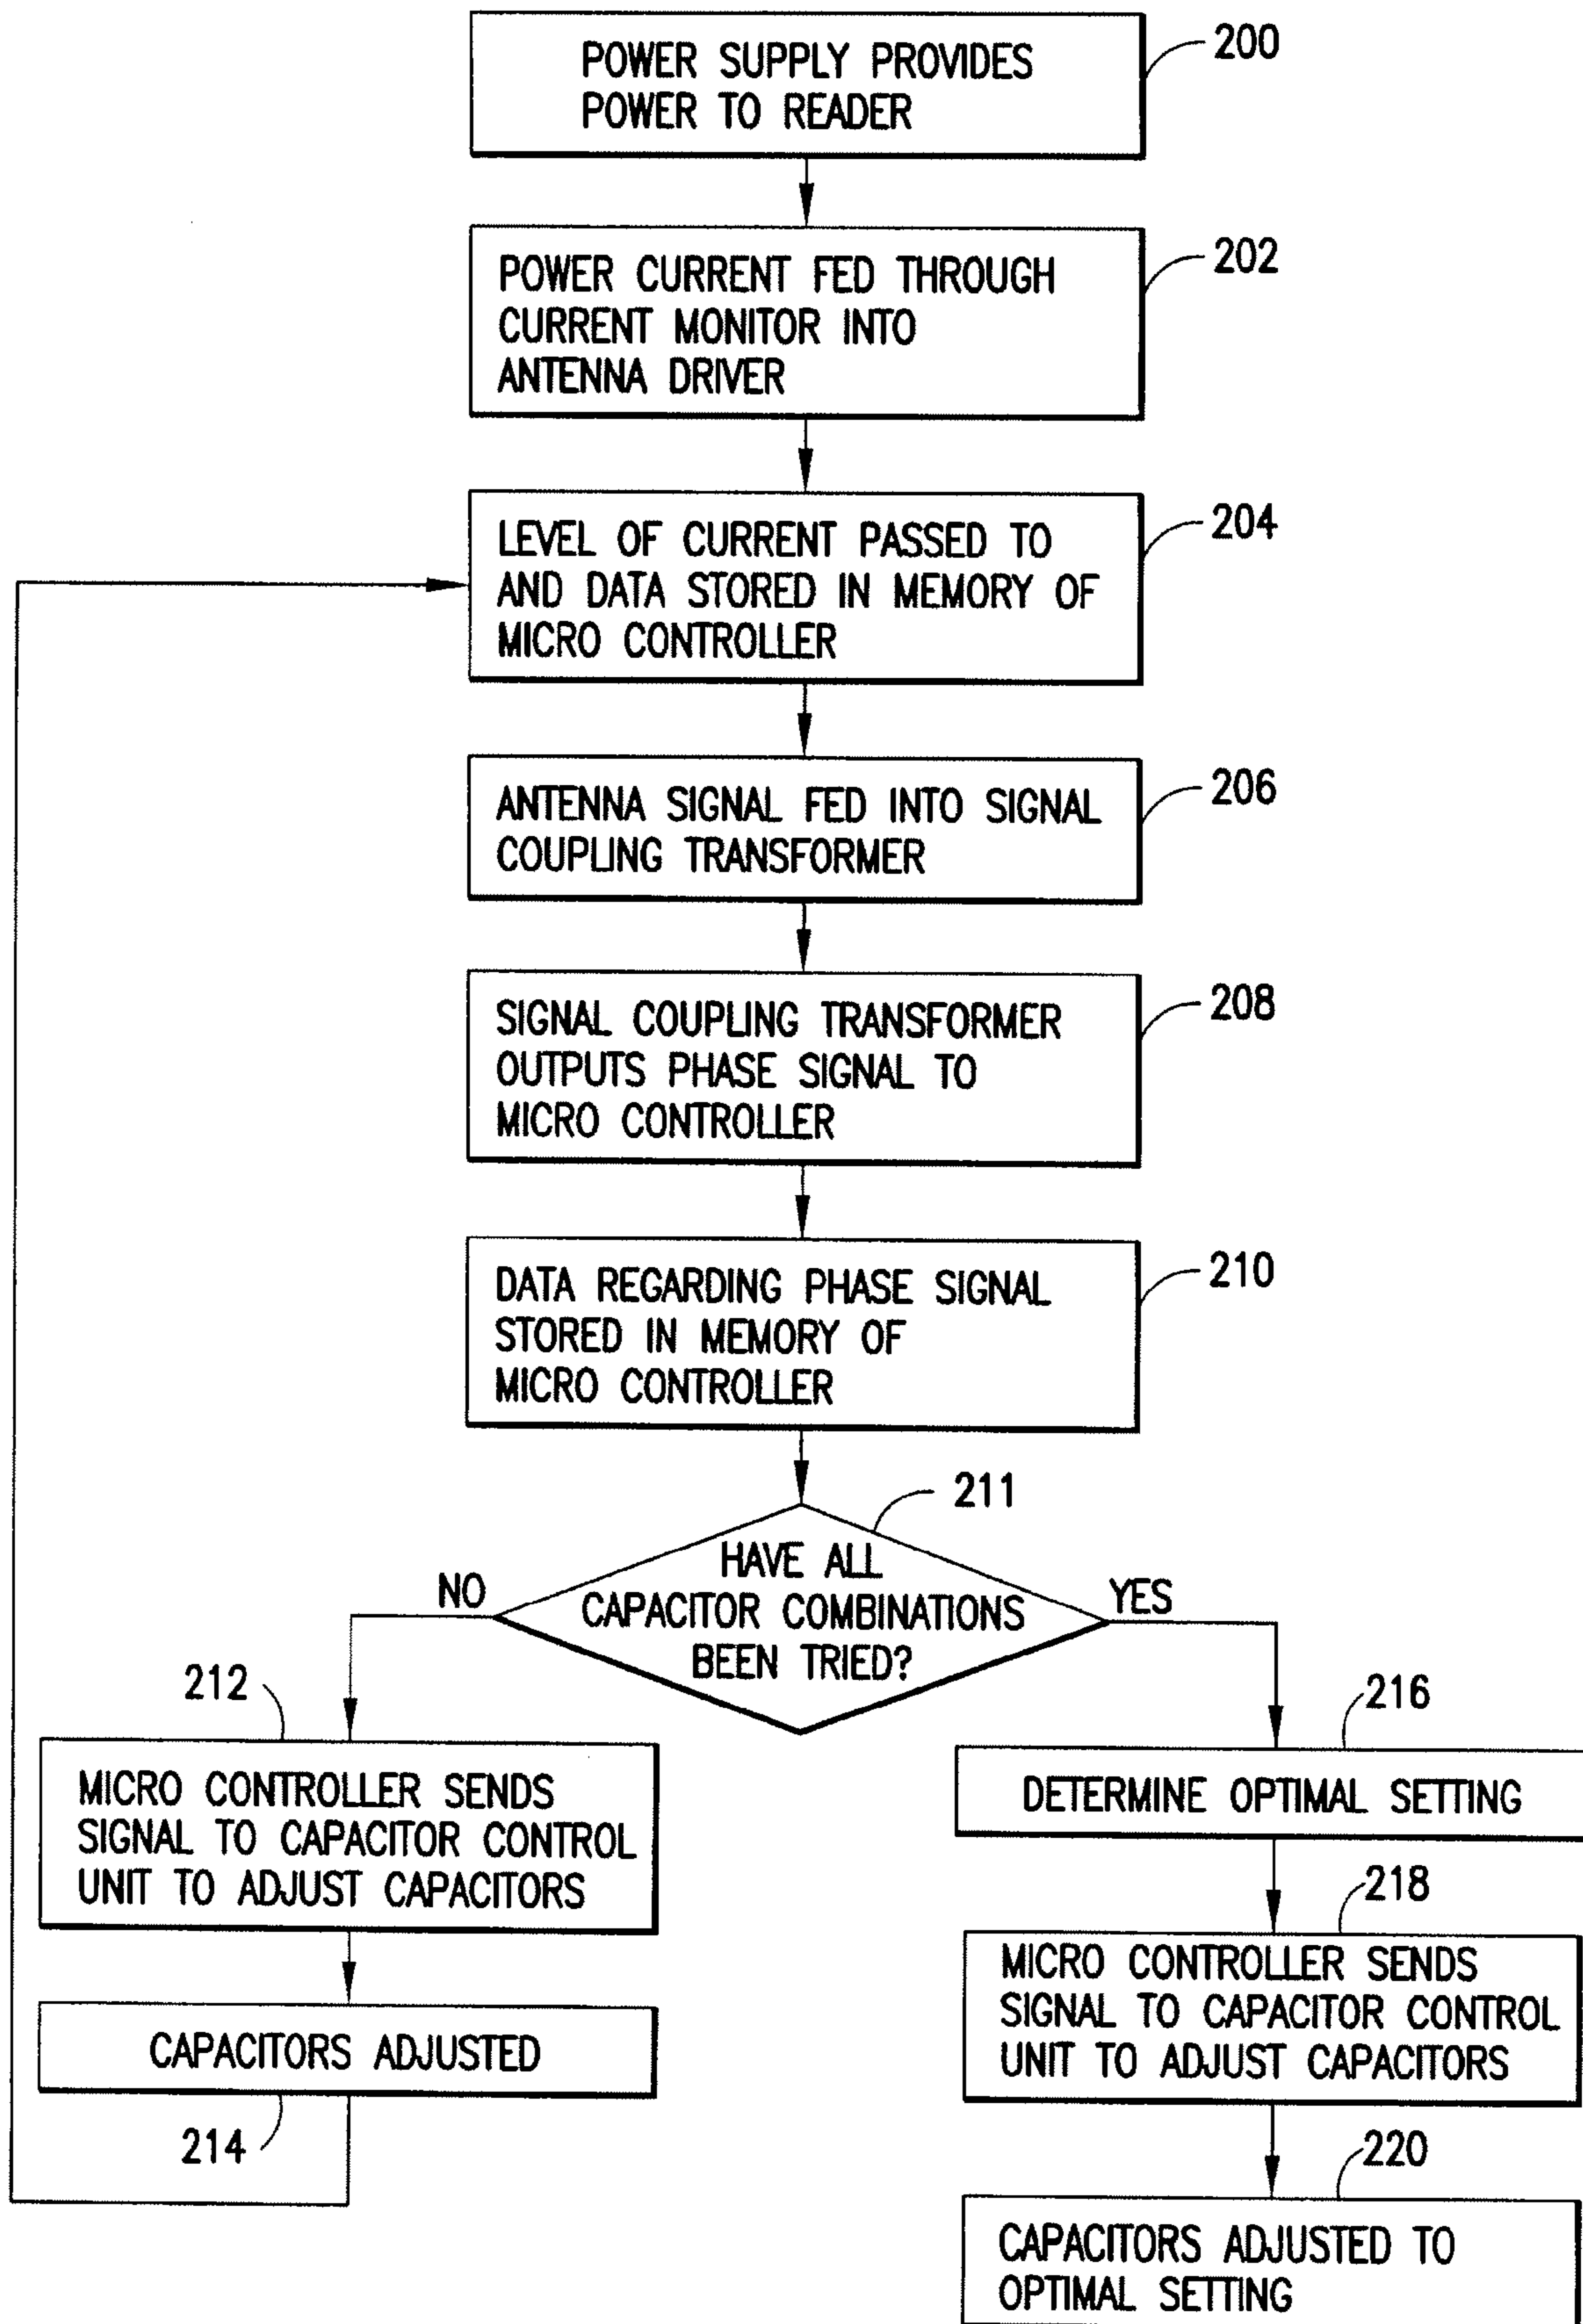 POWER SUPPLY PROVIDES
POWER TO READER
200
POWER CURRENT FED THROUGH
CURRENT MONITOR INTO
ANTENNA DRIVER
202
LEVEL OF CURRENT PASSED TO
AND DATA STORED IN MEMORY OF
MICRO CONTROLLER
204
ANTENNA SIGNAL FED INTO SIGNAL
COUPLING TRANSFORMER
206
SIGNAL COUPLING TRANSFORMER
OUTPUTS PHASE SIGNAL TO
MICRO CONTROLLER
208
DATA REGARDING PHASE SIGNAL
STORED IN MEMORY OF
MICRO CONTROLLER
210
211
HAVE ALL
CAPACITOR COMBINATIONS
BEEN TRIED?
NO
YES
212
MICRO CONTROLLER SENDS
SIGNAL TO CAPACITOR CONTROL
UNIT TO ADJUST CAPACITORS
CAPACITORS ADJUSTED
214
216
DETERMINE OPTIMAL SETTING
218
MICRO CONTROLLER SENDS
SIGNAL TO CAPACITOR CONTROL
UNIT TO ADJUST CAPACITORS
220
CAPACITORS ADJUSTED TO
OPTIMAL SETTING